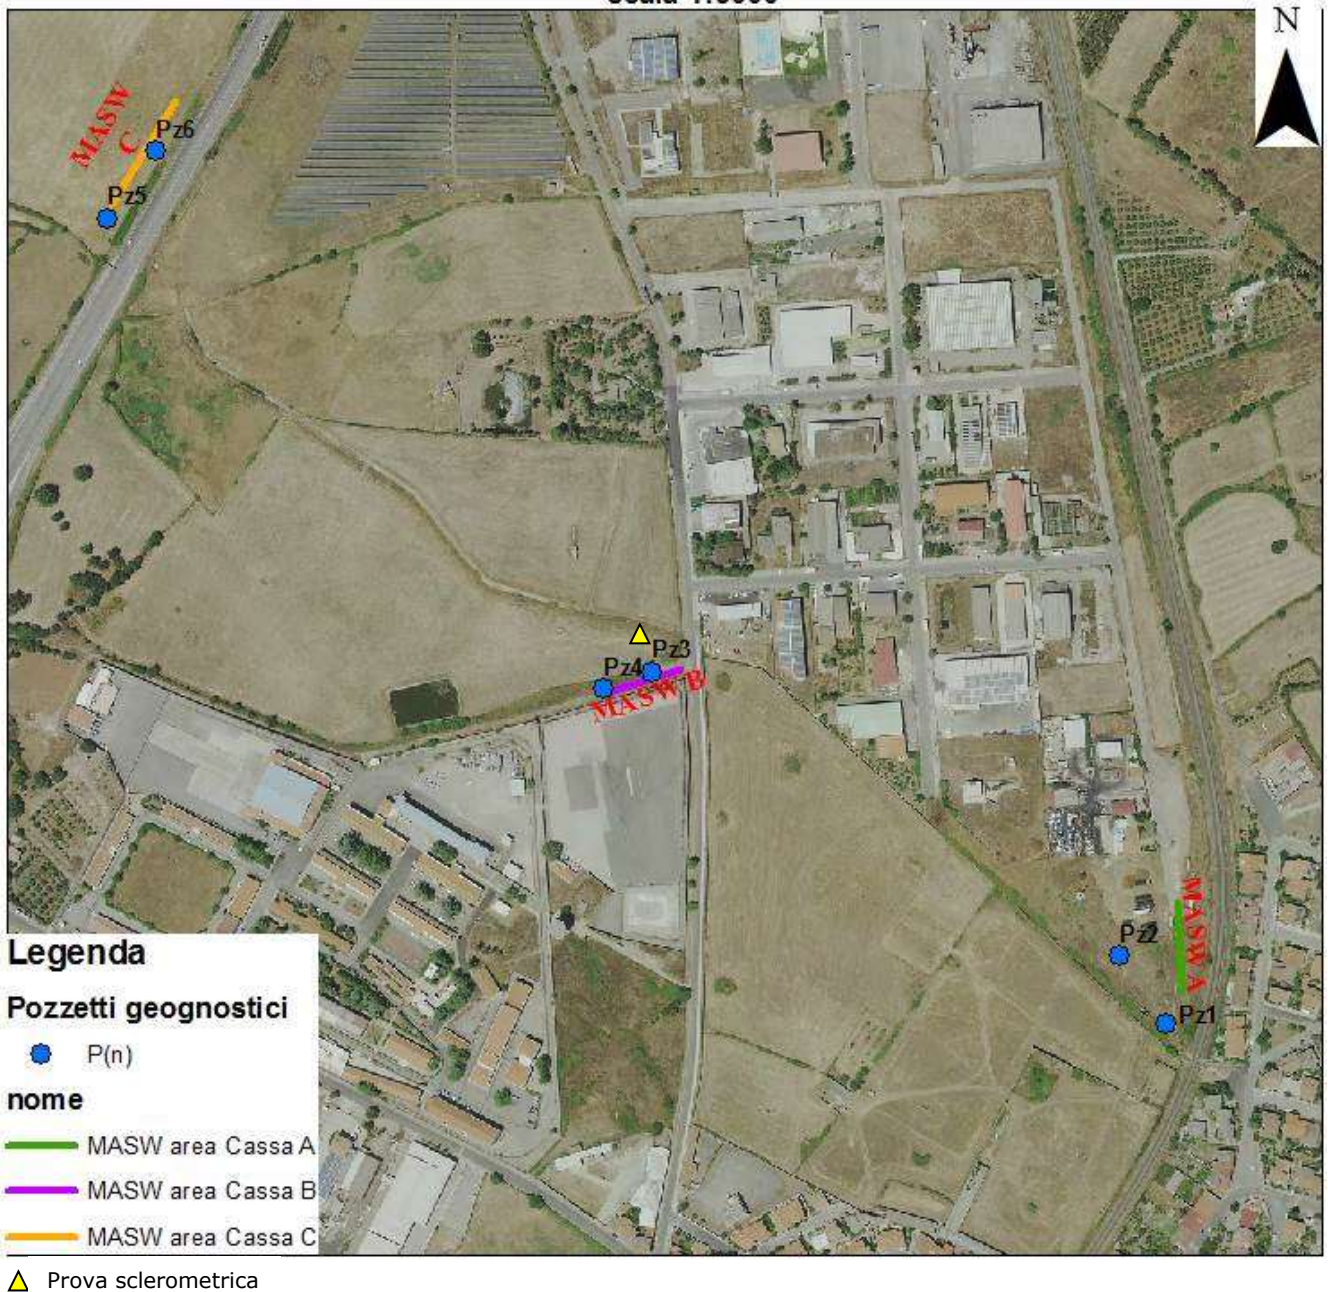 N
MASW
C
Pz6
Pz5
Pz3
Pz4
MASW B
Pz2
MASW A
Pz1
Legenda
Pozzetti geognostici
P(n)
nome
MASW area Cassa A
MASW area Cassa B
MASW area Cassa C
Prova sclerometrica